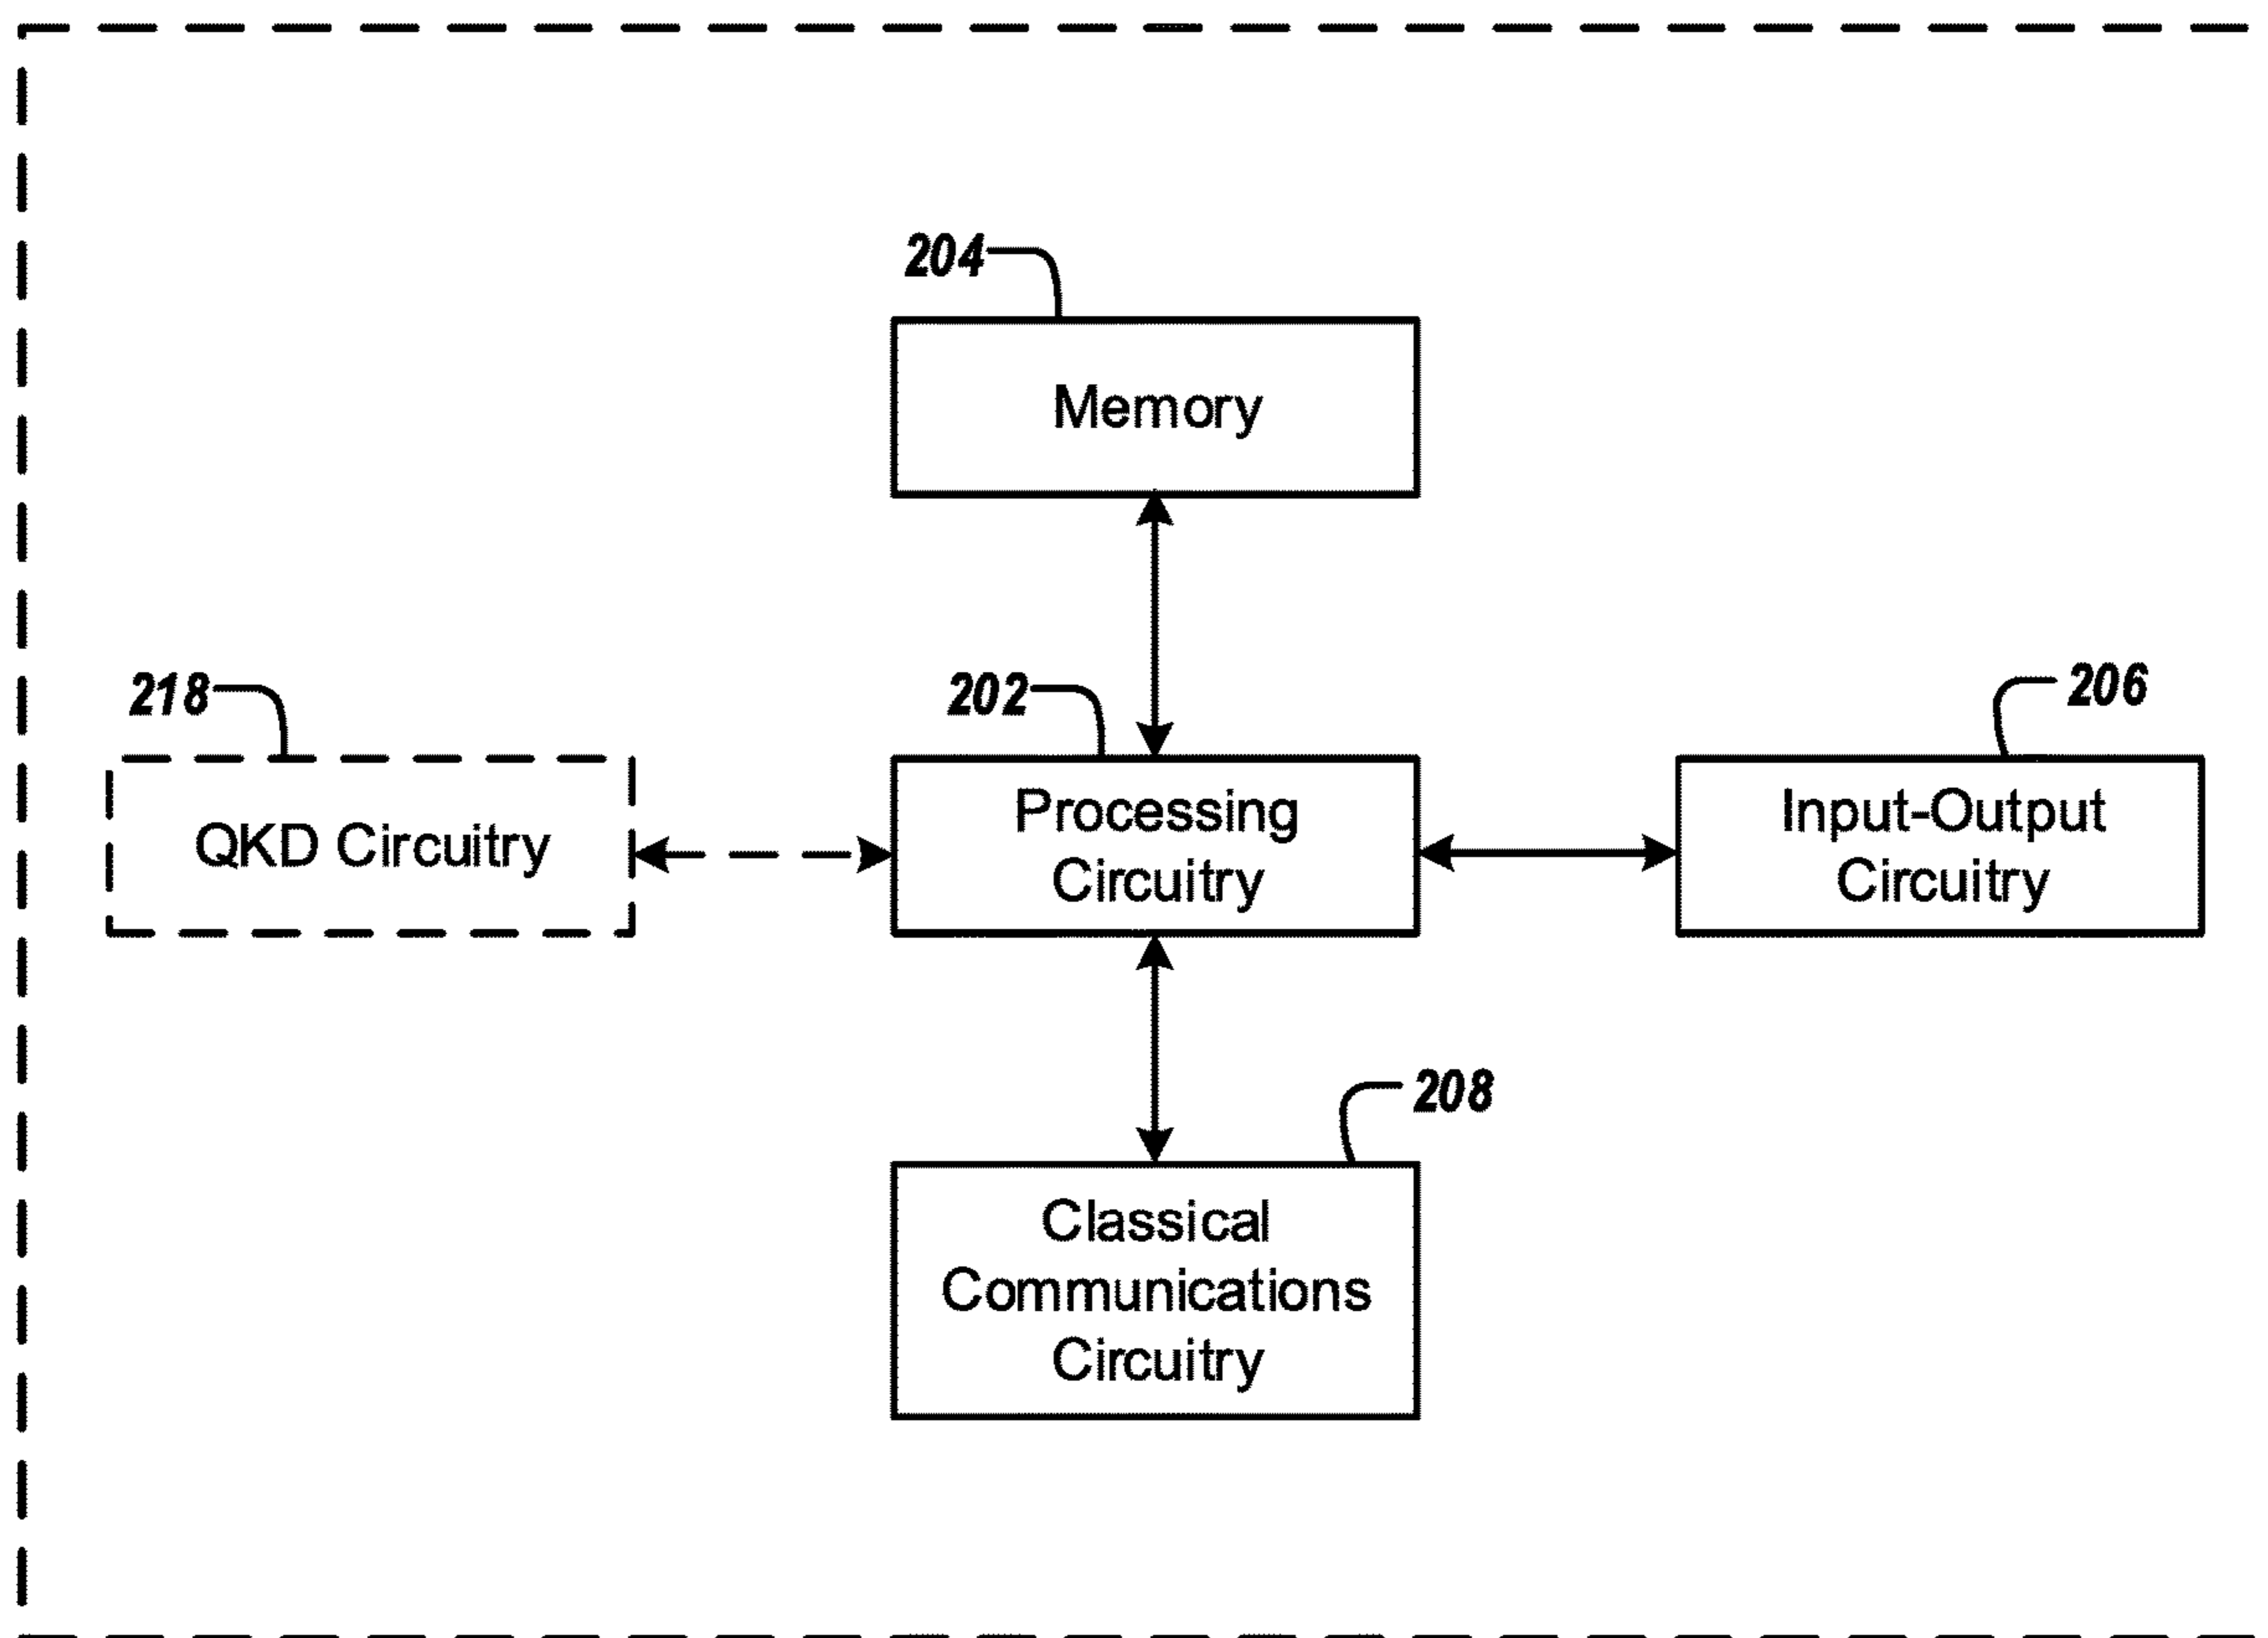 204
Memory
218
202
206
QKD Circuitry
Processing
Circuitry
Input-Output
Circuitry
208
Classical
Communications
Circuitry